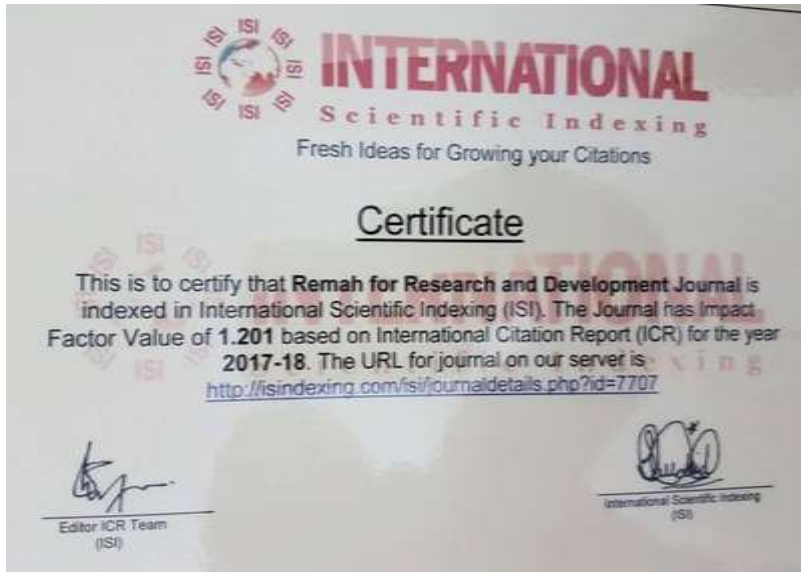 ISI ISI ISI ISI ISI ISI ISI ISI ISI ISI
INTERNATIONAL
Scientific Indexing
Fresh Ideas for Growing your Citations
Certificate
This is to certify that Remah for Research and Development Journal is
indexed in International Scientific Indexing (ISI). The Journal has Impact
Factor Value of 1.201 based on International Citation Report (ICR) for the year
2017-18. The URL for journal on our server is
http://isindexing.com/isi/journaldetails.php?id=7707
Editor ICR Team
(ISI)
International Scientific Indexing
(ISI)